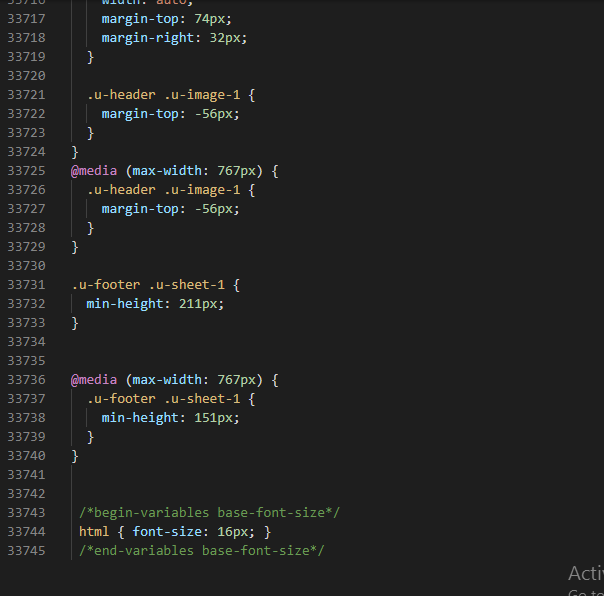 33716 width: auto;
33717 margin-top: 74px;
33718 margin-right: 32px;
33719 }
33720
33721 .u-header .u-image-1 {
33722 margin-top: -56px;
33723 }
33724 }
33725 @media (max-width: 767px) {
33726 .u-header .u-image-1 {
33727 margin-top: -56px;
33728 }
33729 }
33730
33731 .u-footer .u-sheet-1 {
33732 min-height: 211px;
33733 }
33734
33735
33736 @media (max-width: 767px) {
33737 .u-footer .u-sheet-1 {
33738 min-height: 151px;
33739 }
33740 }
33741
33742
33743 /*begin-variables base-font-size*/
33744 html { font-size: 16px; }
33745 /*end-variables base-font-size*/
Activ
Go to